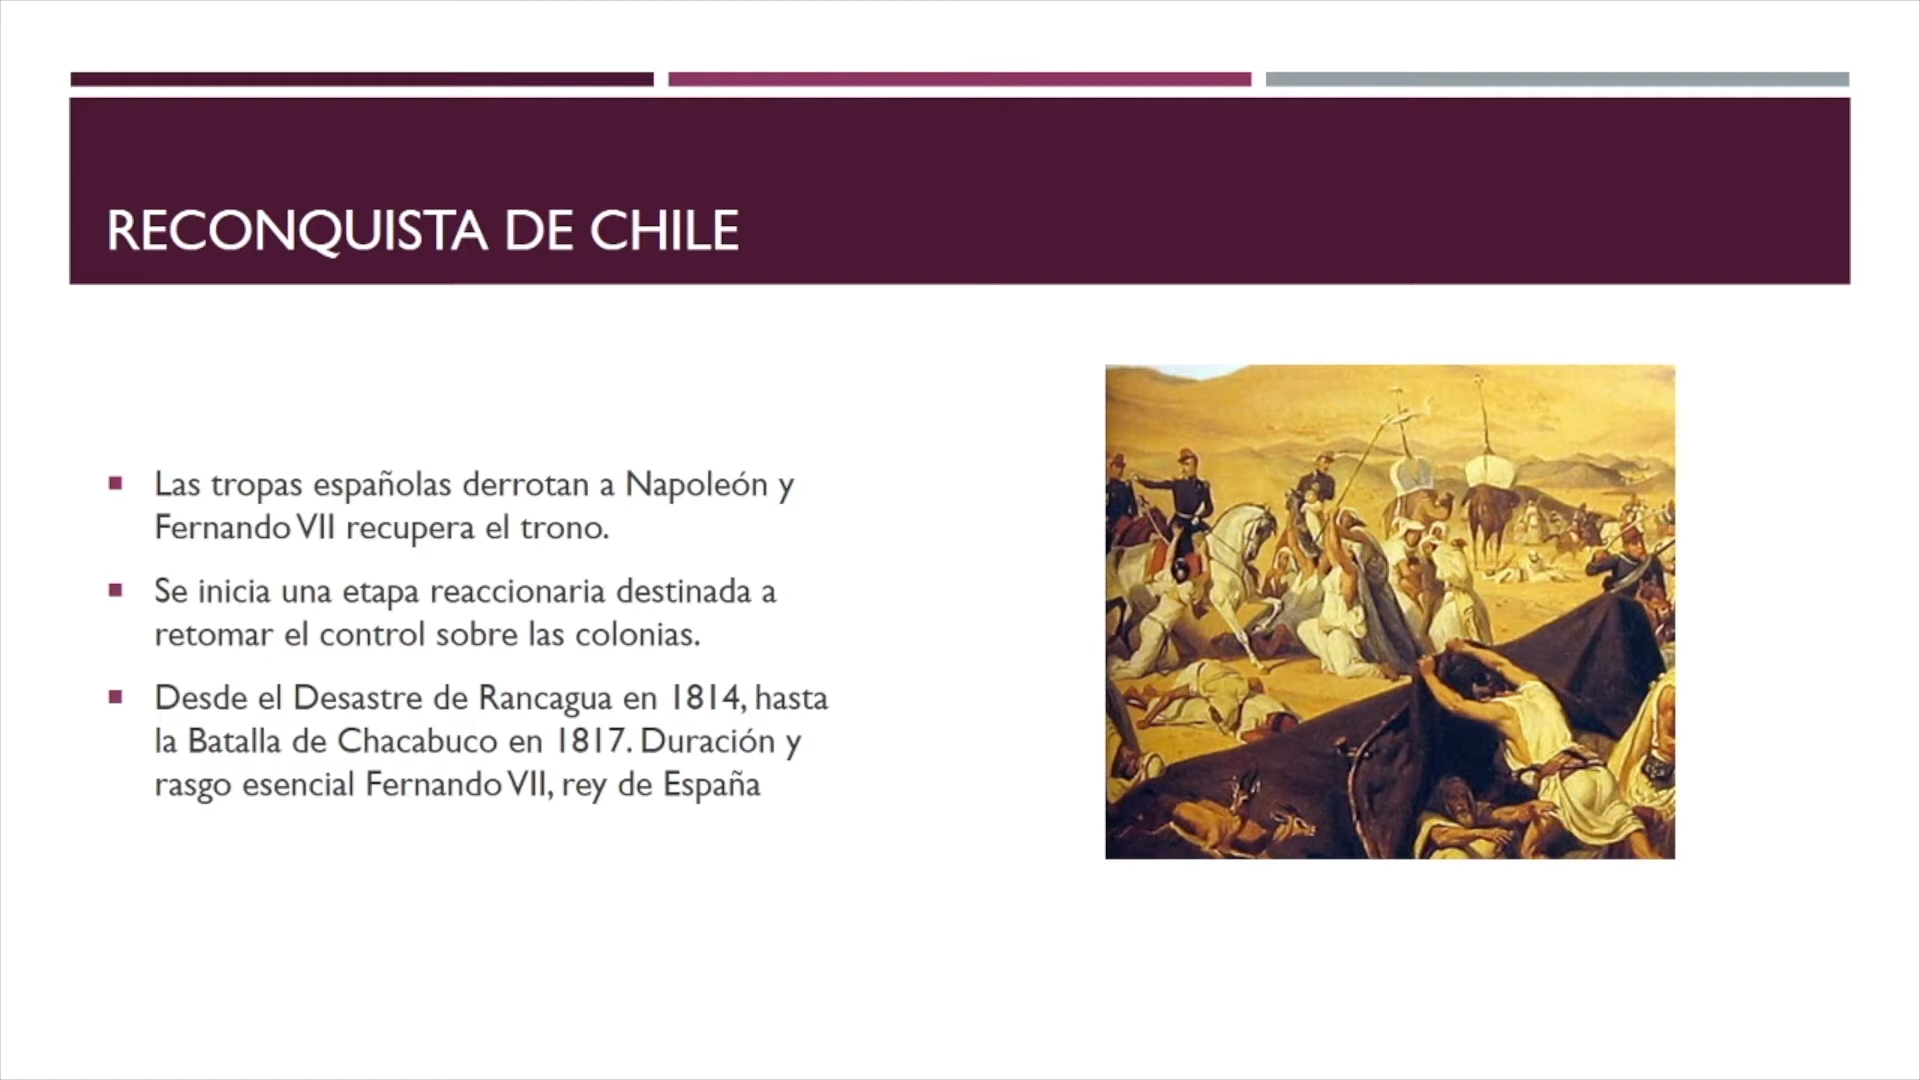 RECONQUISTA DE CHILE
Las tropas españolas derrotan a Napoleón y
Fernando VII recupera el trono.
Se inicia una etapa reaccionaria destinada a
retomar el control sobre las colonias.
Desde el Desastre de Rancagua en 1814, hasta
la Batalla de Chacabuco en 1817. Duración y
rasgo esencial Fernando VII, rey de España